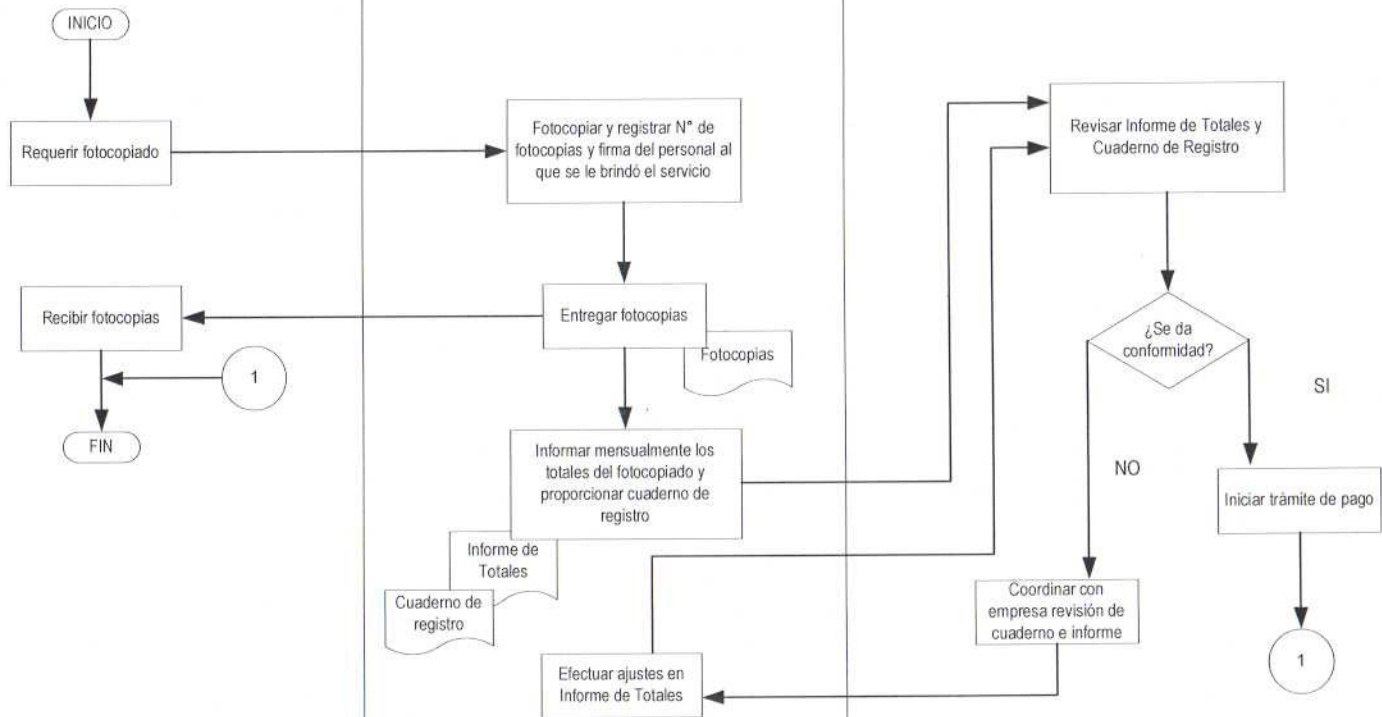 INICIO
Requerir fotocopiado
Recibir fotocopias
1
FIN
Fotocopiar y registrar N° de
fotocopias y firma del personal al
que se le brindó el servicio
Entregar fotocopias
Fotocopias
Informar mensualmente los
totales del fotocopiado y
proporcionar cuaderno de
registro
Informe de
Totales
Cuaderno de
registro
Efectuar ajustes en
Informe de Totales
Revisar Informe de Totales y
Cuaderno de Registro
¿Se da
conformidad?
SI
NO
Iniciar trámite de pago
Coordinar con
empresa revisión de
cuaderno e informe
1